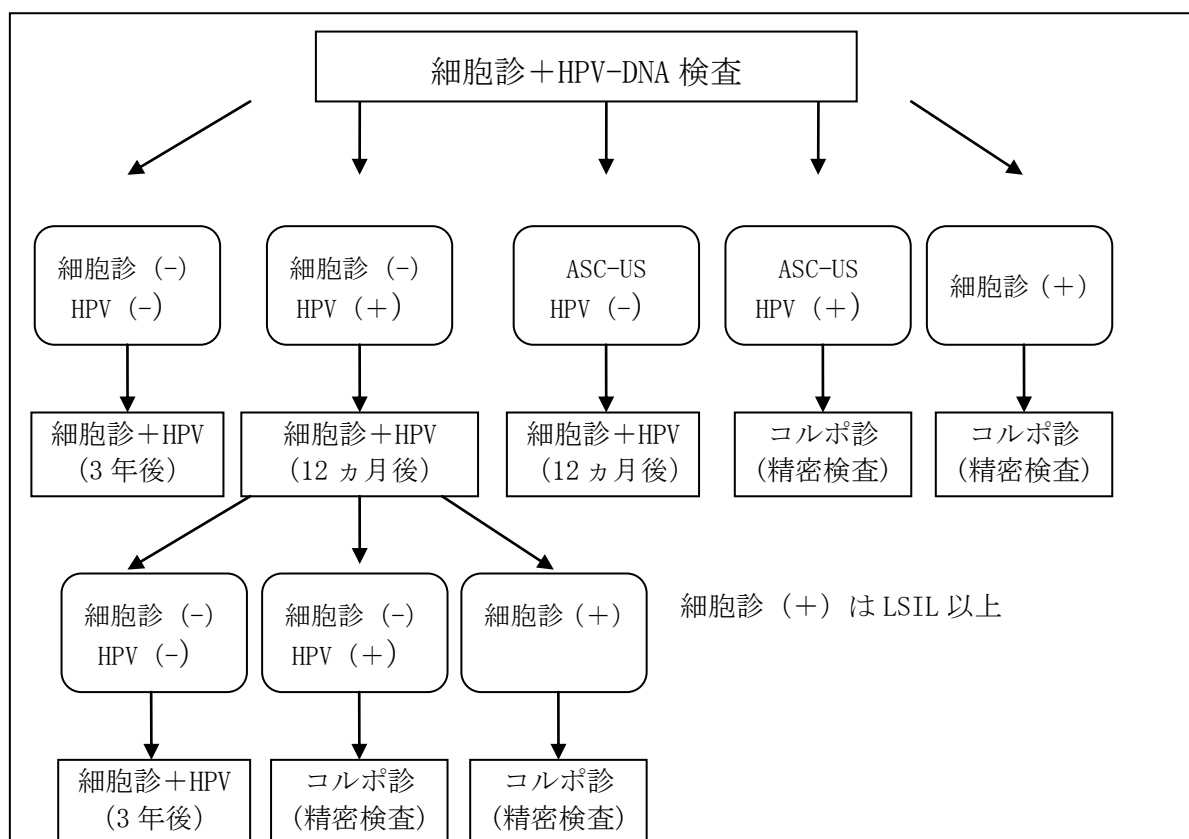 細胞診＋HPV-DNA 検査
細胞診 (-)
HPV (-)
細胞診 (-)
HPV (＋)
ASC-US
HPV (-)
ASC-US
HPV (＋)
細胞診 (＋)
細胞診＋HPV
(3 年後)
細胞診＋HPV
(12 ヵ月後)
細胞診＋HPV
(12 ヵ月後)
コルポ診
(精密検査)
コルポ診
(精密検査)
細胞診 (-)
HPV (-)
細胞診 (-)
HPV (＋)
細胞診 (＋)
細胞診 (＋) は LSIL 以上
細胞診＋HPV
(3 年後)
コルポ診
(精密検査)
コルポ診
(精密検査)